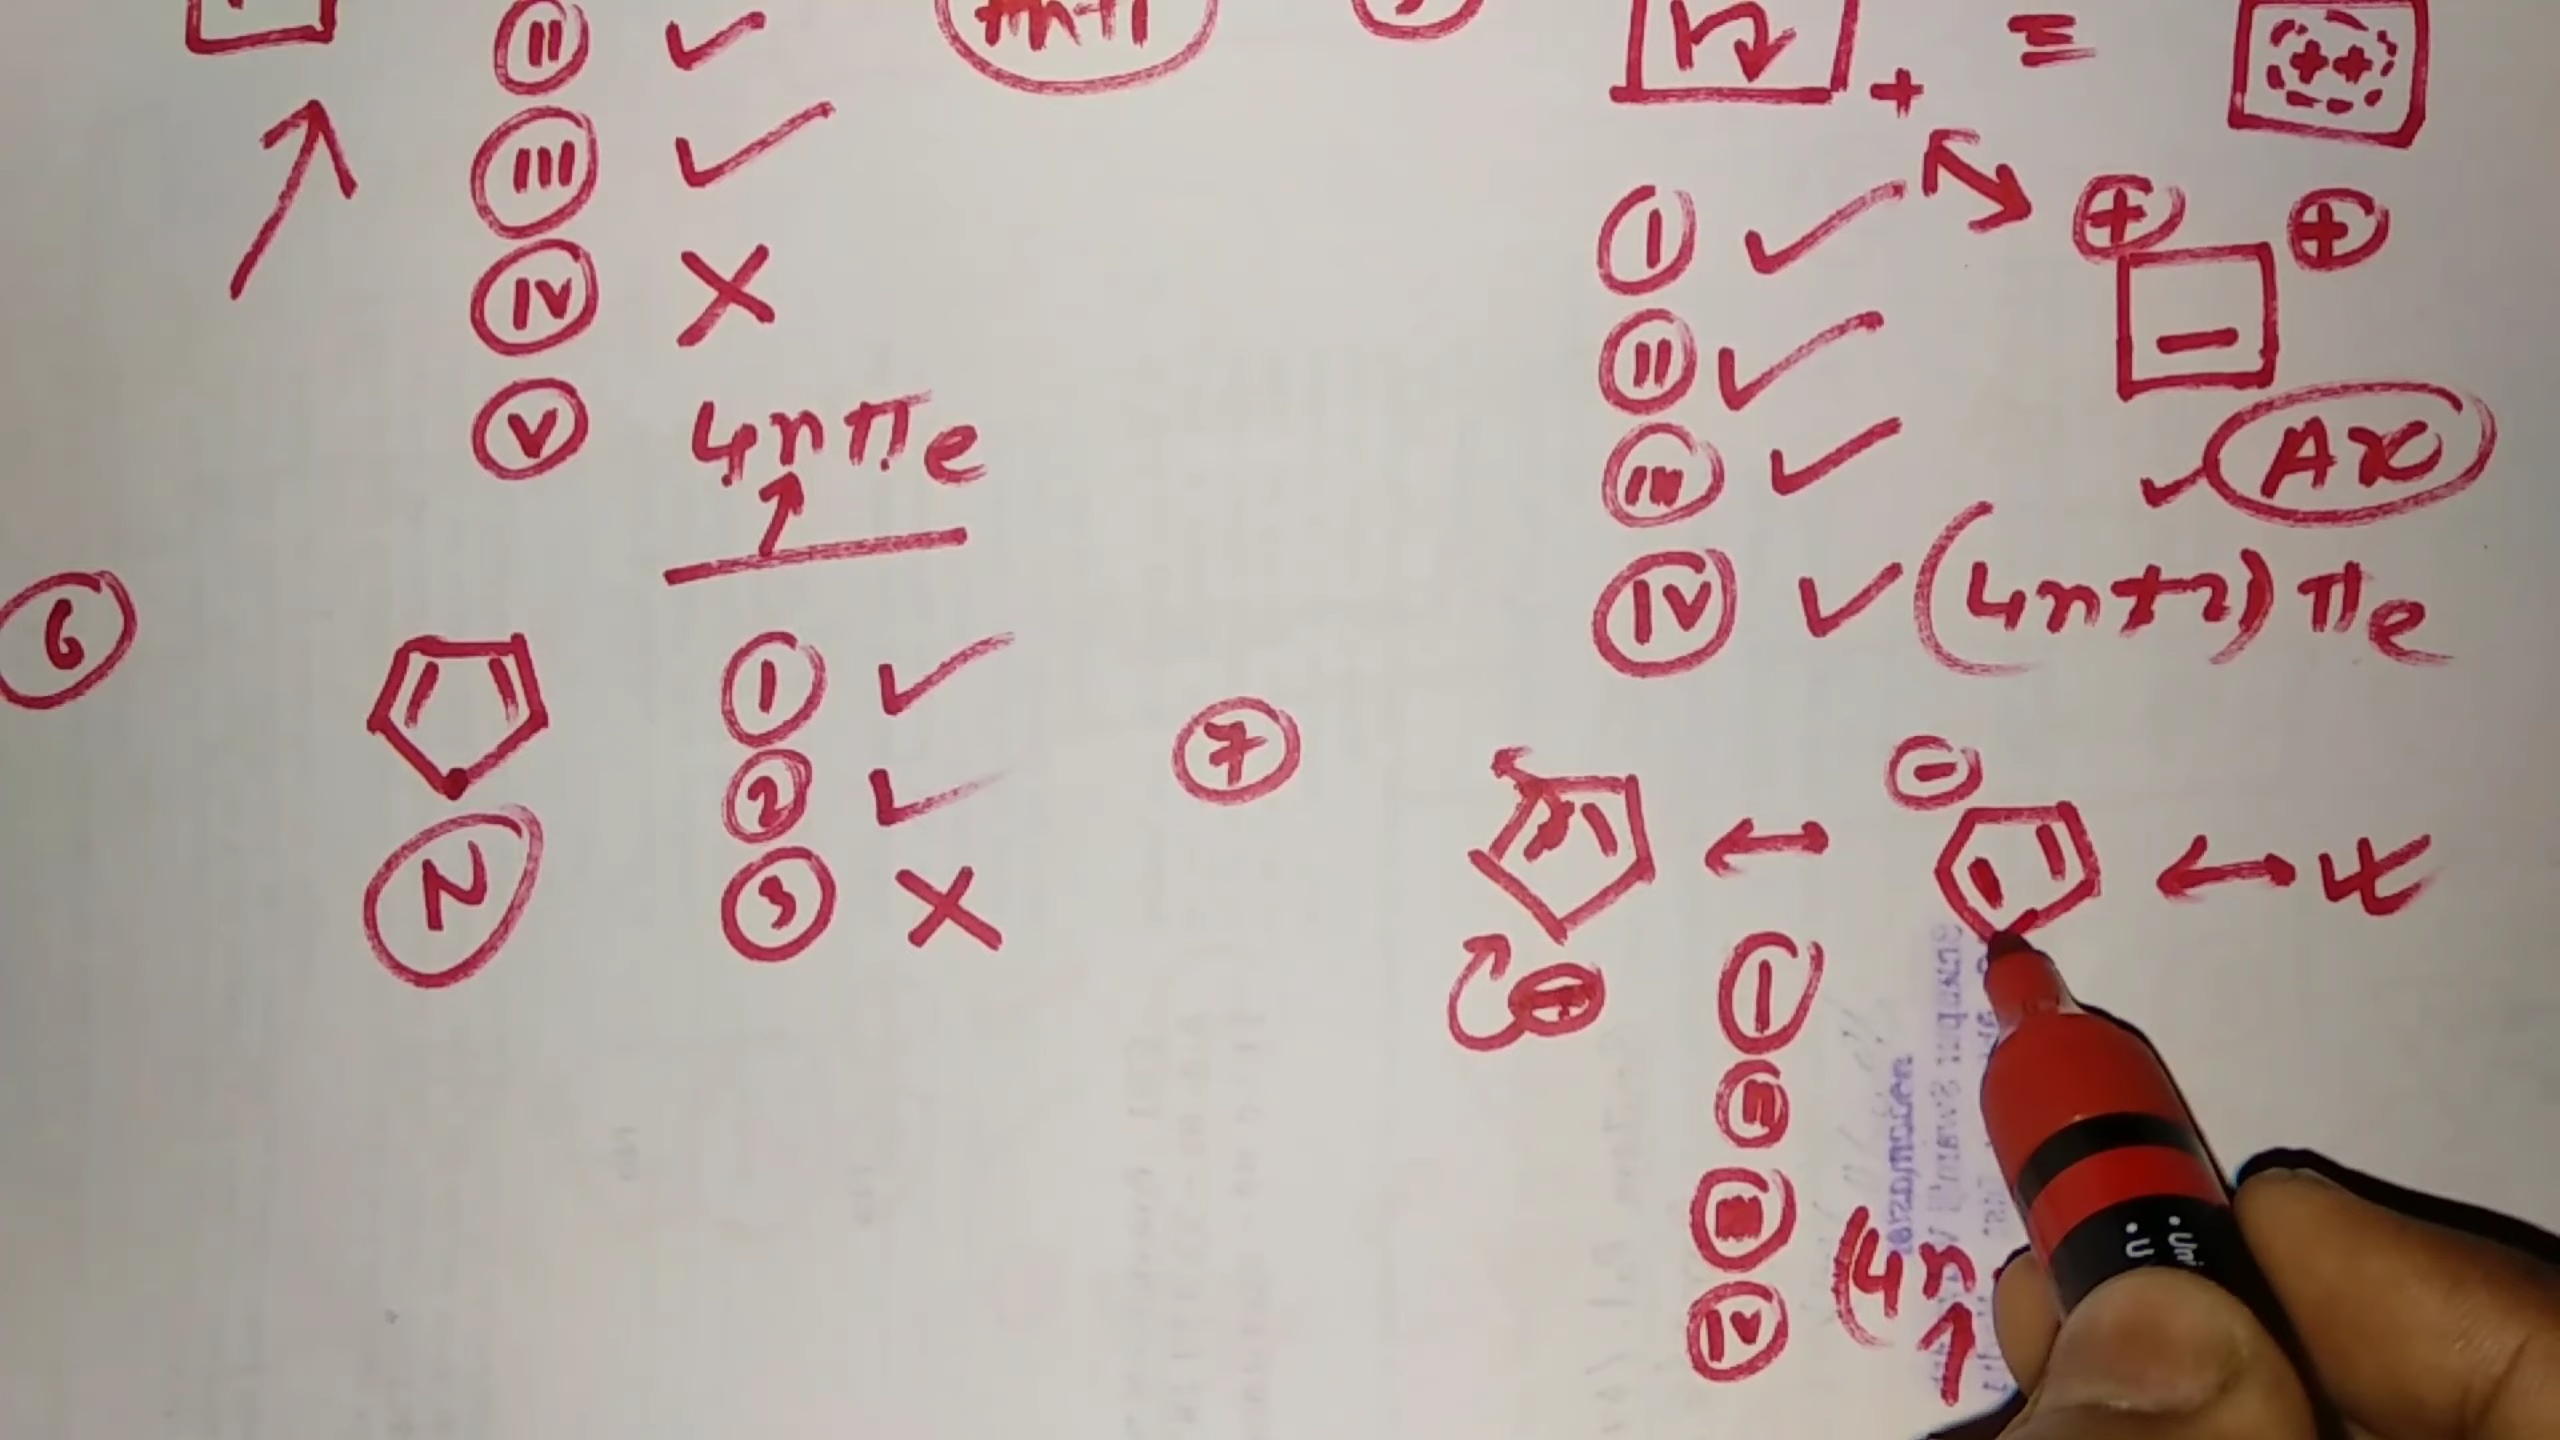 II ✓
III ✓
IV ✗
V 4nπe
+ ≡ ++
I ✓
II ✓
III ✓
IV ✓ (4n+2)πe
+ +
Ar
6
N
1 ✓
2 ✓
3 ✗
7
I
II
III
IV (4n